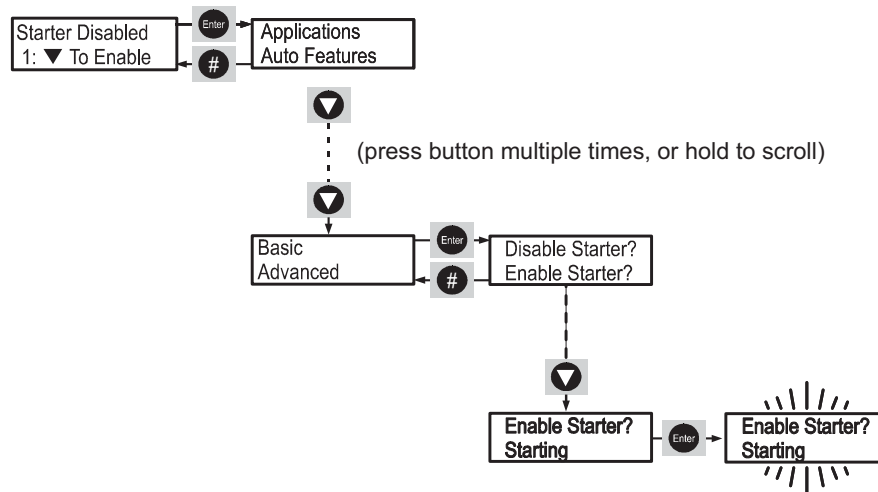 Starter Disabled
1: ▼ To Enable
Enter
#
Applications
Auto Features
(press button multiple times, or hold to scroll)
Basic
Advanced
Enter
#
Disable Starter?
Enable Starter?
Enable Starter?
Starting
Enter
Enable Starter?
Starting